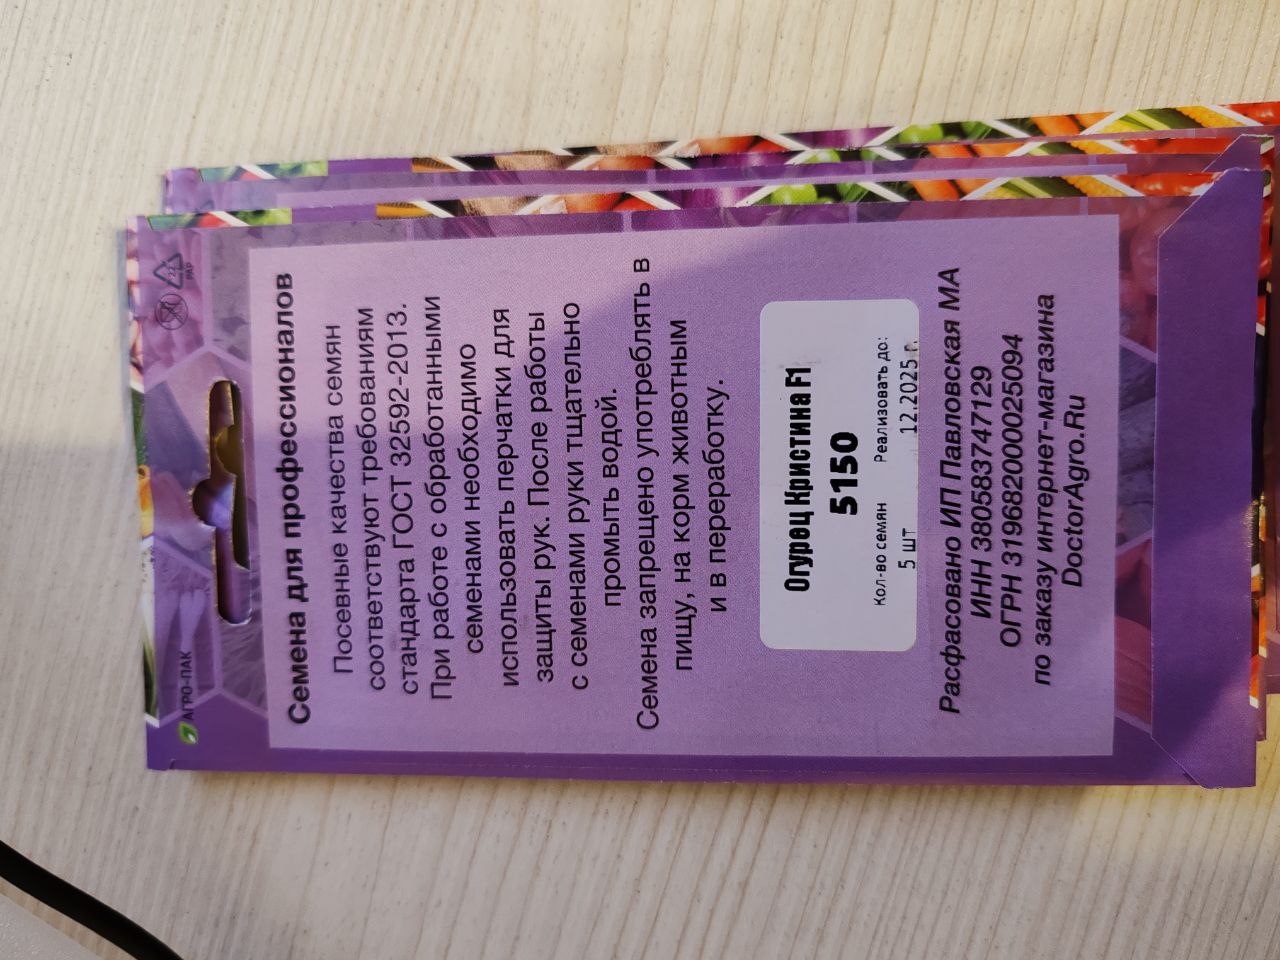 22
PAP
АГРО-ПАК
Семена для профессионалов
Посевные качества семян
соответствуют требованиям
стандарта ГОСТ 32592-2013.
При работе с обработанными
семенами необходимо
использовать перчатки для
защиты рук. После работы
с семенами руки тщательно
промыть водой.
Семена запрещено употреблять в
пищу, на корм животным
и в переработку.
Огурец Кристина F1
5150
Кол-во семян Реализовать до:
5 шт 12.2025 г.
Расфасовано ИП Павловская МА
ИНН 380583747129
ОГРН 319682000025094
по заказу интернет-магазина
DoctorAgro.Ru